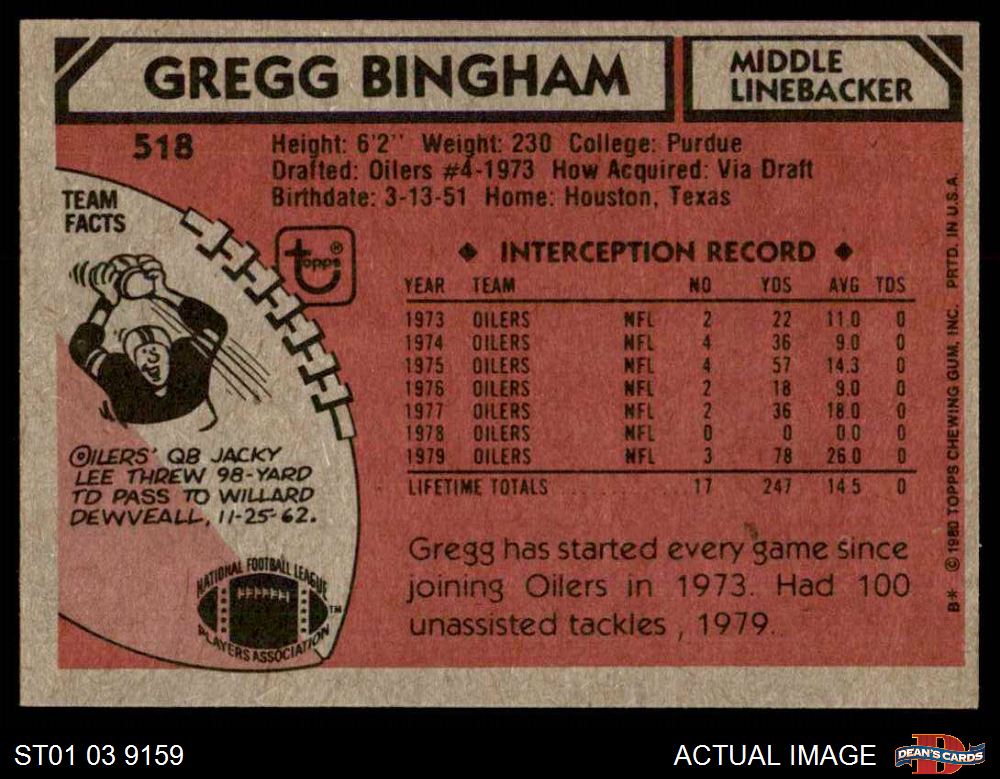 GREGG BINGHAM
MIDDLE
LINEBACKER
518
Height: 6'2'' Weight: 230 College: Purdue
Drafted: Oilers #4-1973 How Acquired: Via Draft
Birthdate: 3-13-51 Home: Houston, Texas
TEAM
FACTS
topps ®
◆ INTERCEPTION RECORD ◆
YEAR TEAM NO YDS AVG TDS
1973 OILERS NFL 2 22 11.0 0
1974 OILERS NFL 4 36 9.0 0
1975 OILERS NFL 4 57 14.3 0
1976 OILERS NFL 2 18 9.0 0
1977 OILERS NFL 2 36 18.0 0
1978 OILERS NFL 0 0 0.0 0
1979 OILERS NFL 3 78 26.0 0
LIFETIME TOTALS 17 247 14.5 0
OILERS' QB JACKY
LEE THREW 98-YARD
TD PASS TO WILLARD
DEWVEALL, 11-25-62.
Gregg has started every game since
joining Oilers in 1973. Had 100
unassisted tackles , 1979.
NATIONAL FOOTBALL LEAGUE
PLAYERS ASSOCIATION
TM
B* © 1980 TOPPS CHEWING GUM, INC. PRTD. IN U.S.A.
ST01 03 9159
ACTUAL IMAGE
D
DEAN'S CARDS